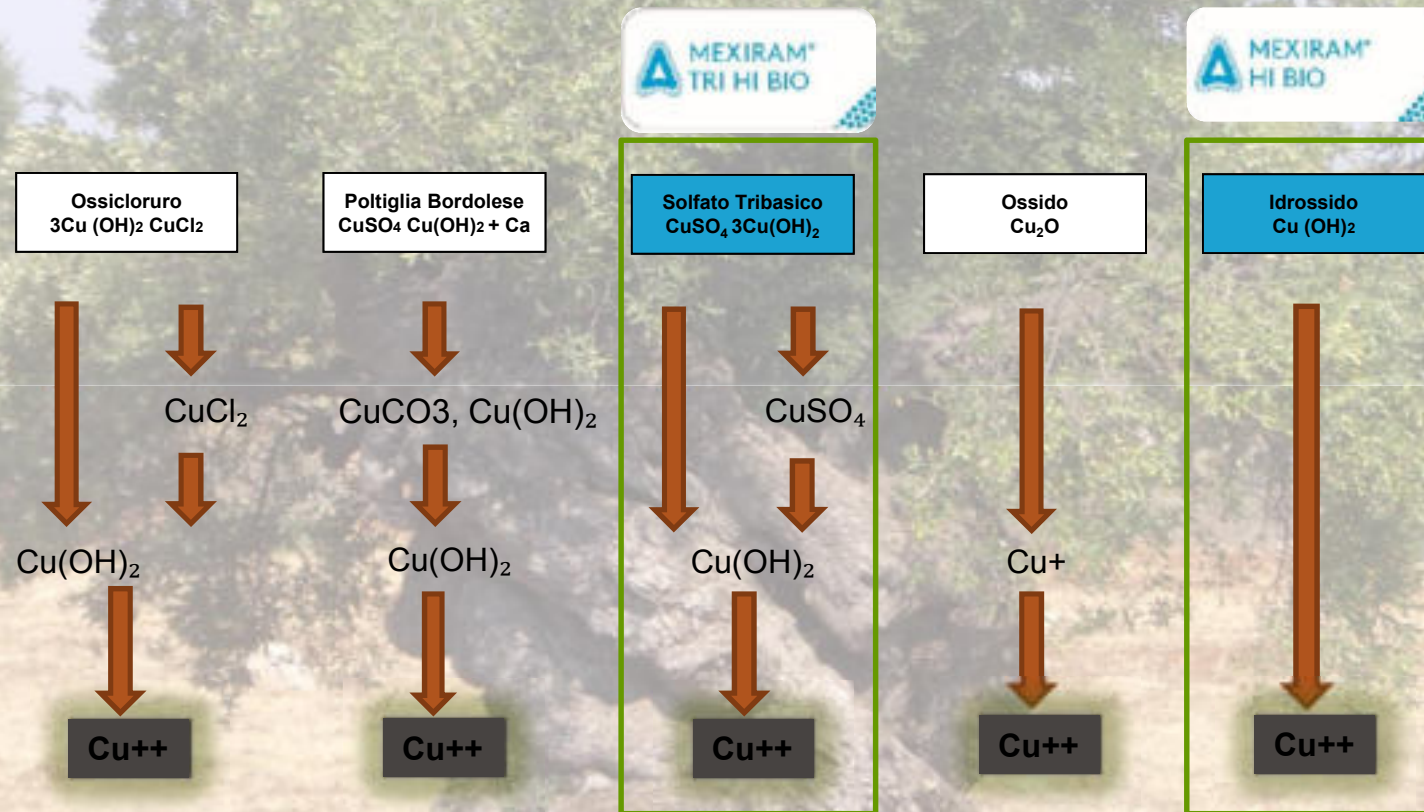 MEXIRAM®
TRI HI BIO
MEXIRAM®
HI BIO
Ossicloruro
3Cu (OH)₂ CuCl₂
Poltiglia Bordolese
CuSO₄ Cu(OH)₂ + Ca
Solfato Tribasico
CuSO₄ 3Cu(OH)₂
Ossido
Cu₂O
Idrossido
Cu (OH)₂
CuCl₂
CuCO3, Cu(OH)₂
CuSO₄
Cu(OH)₂
Cu(OH)₂
Cu(OH)₂
Cu+
Cu++
Cu++
Cu++
Cu++
Cu++